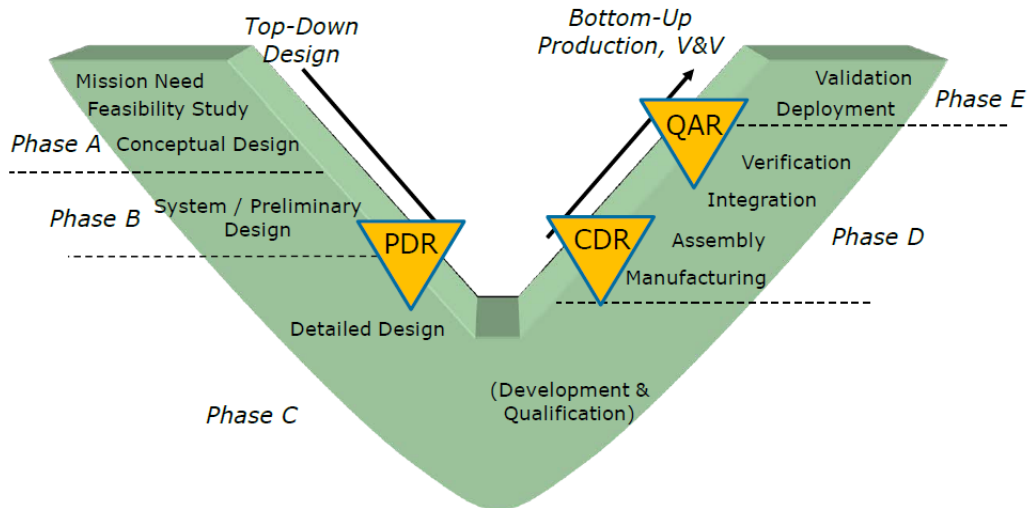 Top-Down
Design
Bottom-Up
Production, V&V
Mission Need
Feasibility Study
Phase A
Conceptual Design
Phase B
System / Preliminary
Design
PDR
Detailed Design
Phase C
(Development &
Qualification)
CDR
Manufacturing
Assembly
Phase D
Integration
Verification
QAR
Deployment
Phase E
Validation